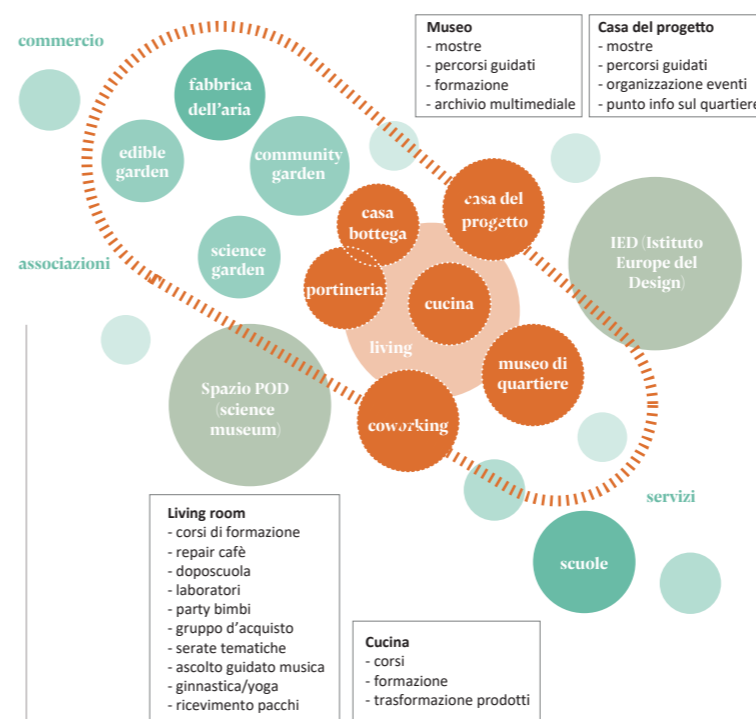 Museo
- mostre
- percorsi guidati
- formazione
- archivio multimediale
Casa del progetto
- mostre
- percorsi guidati
- organizzazione eventi
- punto info sul quartiere
commercio
fabbrica
dell'aria
edible
garden
community
garden
casa
bottega
casa del
progetto
associazioni
science
garden
IED (Istituto
Europe del
Design)
portineria
cucina
living
museo di
quartiere
Spazio POD
(science
museum)
coworking
servizi
scuole
Living room
- corsi di formazione
- repair cafè
- doposcuola
- laboratori
- party bimbi
- gruppo d'acquisto
- serate tematiche
- ascolto guidato musica
- ginnastica/yoga
- ricevimento pacchi
Cucina
- corsi
- formazione
- trasformazione prodotti